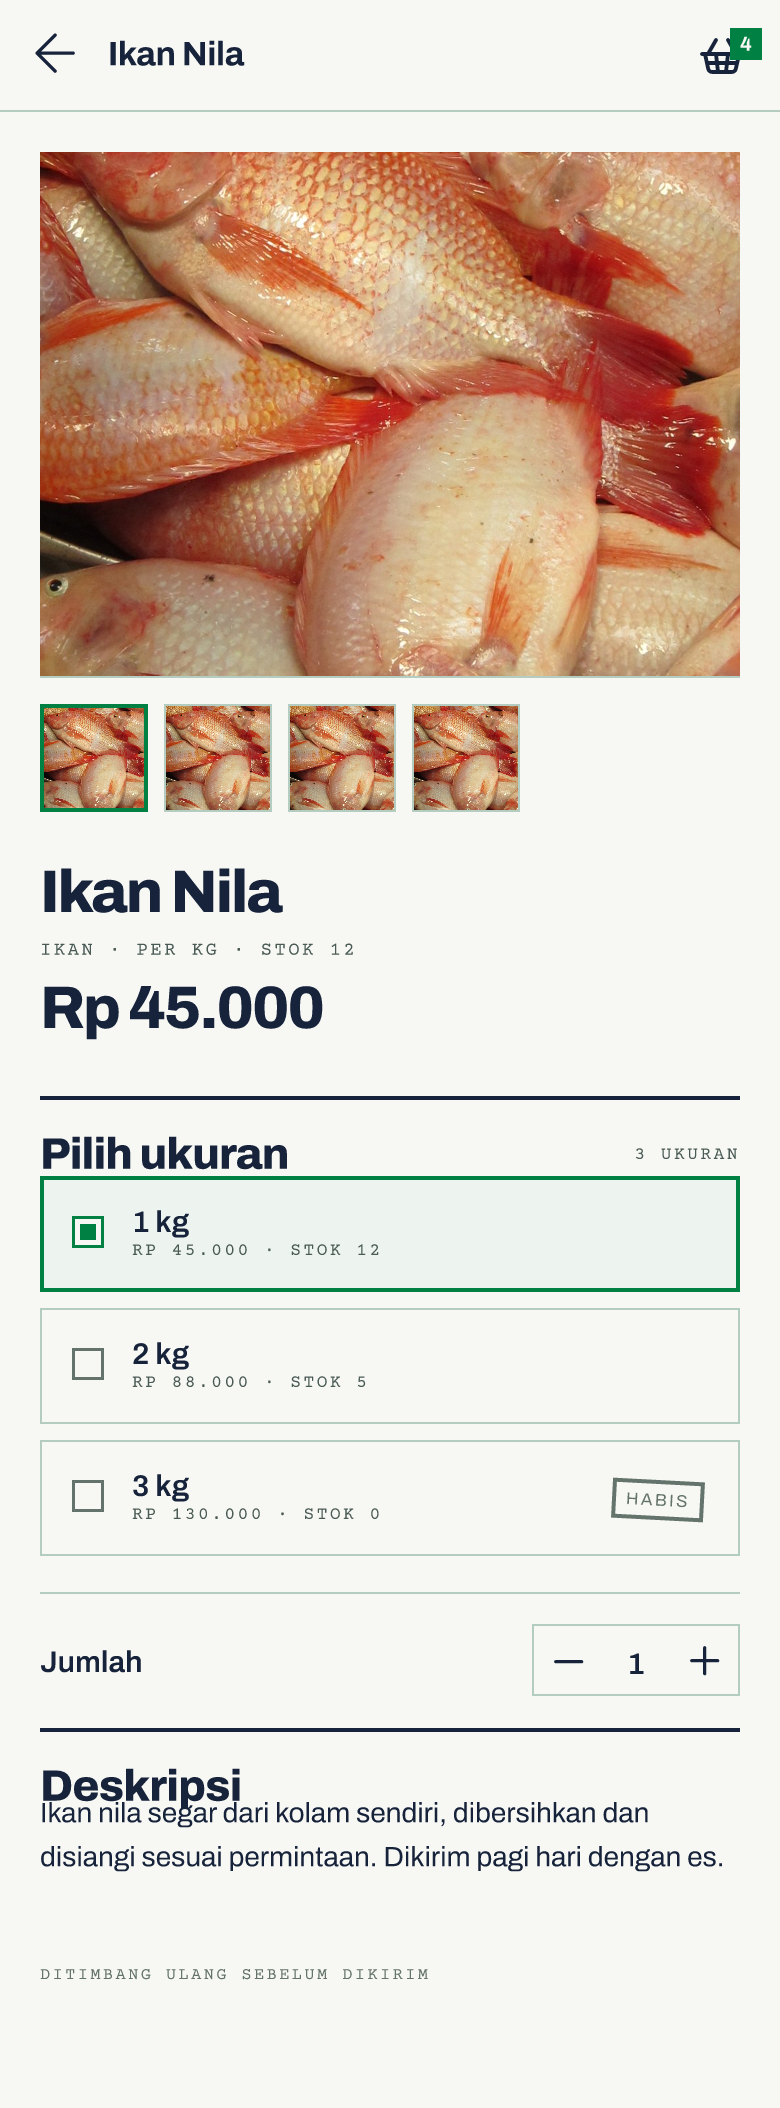 Ikan Nila
4
Ikan Nila
IKAN · PER KG · STOK 12
Rp 45.000
Pilih ukuran
3 UKURAN
1 kg
RP 45.000 · STOK 12
2 kg
RP 88.000 · STOK 5
3 kg
RP 130.000 · STOK 0
HABIS
Jumlah
1
Deskripsi
Ikan nila segar dari kolam sendiri, dibersihkan dan
disiangi sesuai permintaan. Dikirim pagi hari dengan es.
DITIMBANG ULANG SEBELUM DIKIRIM